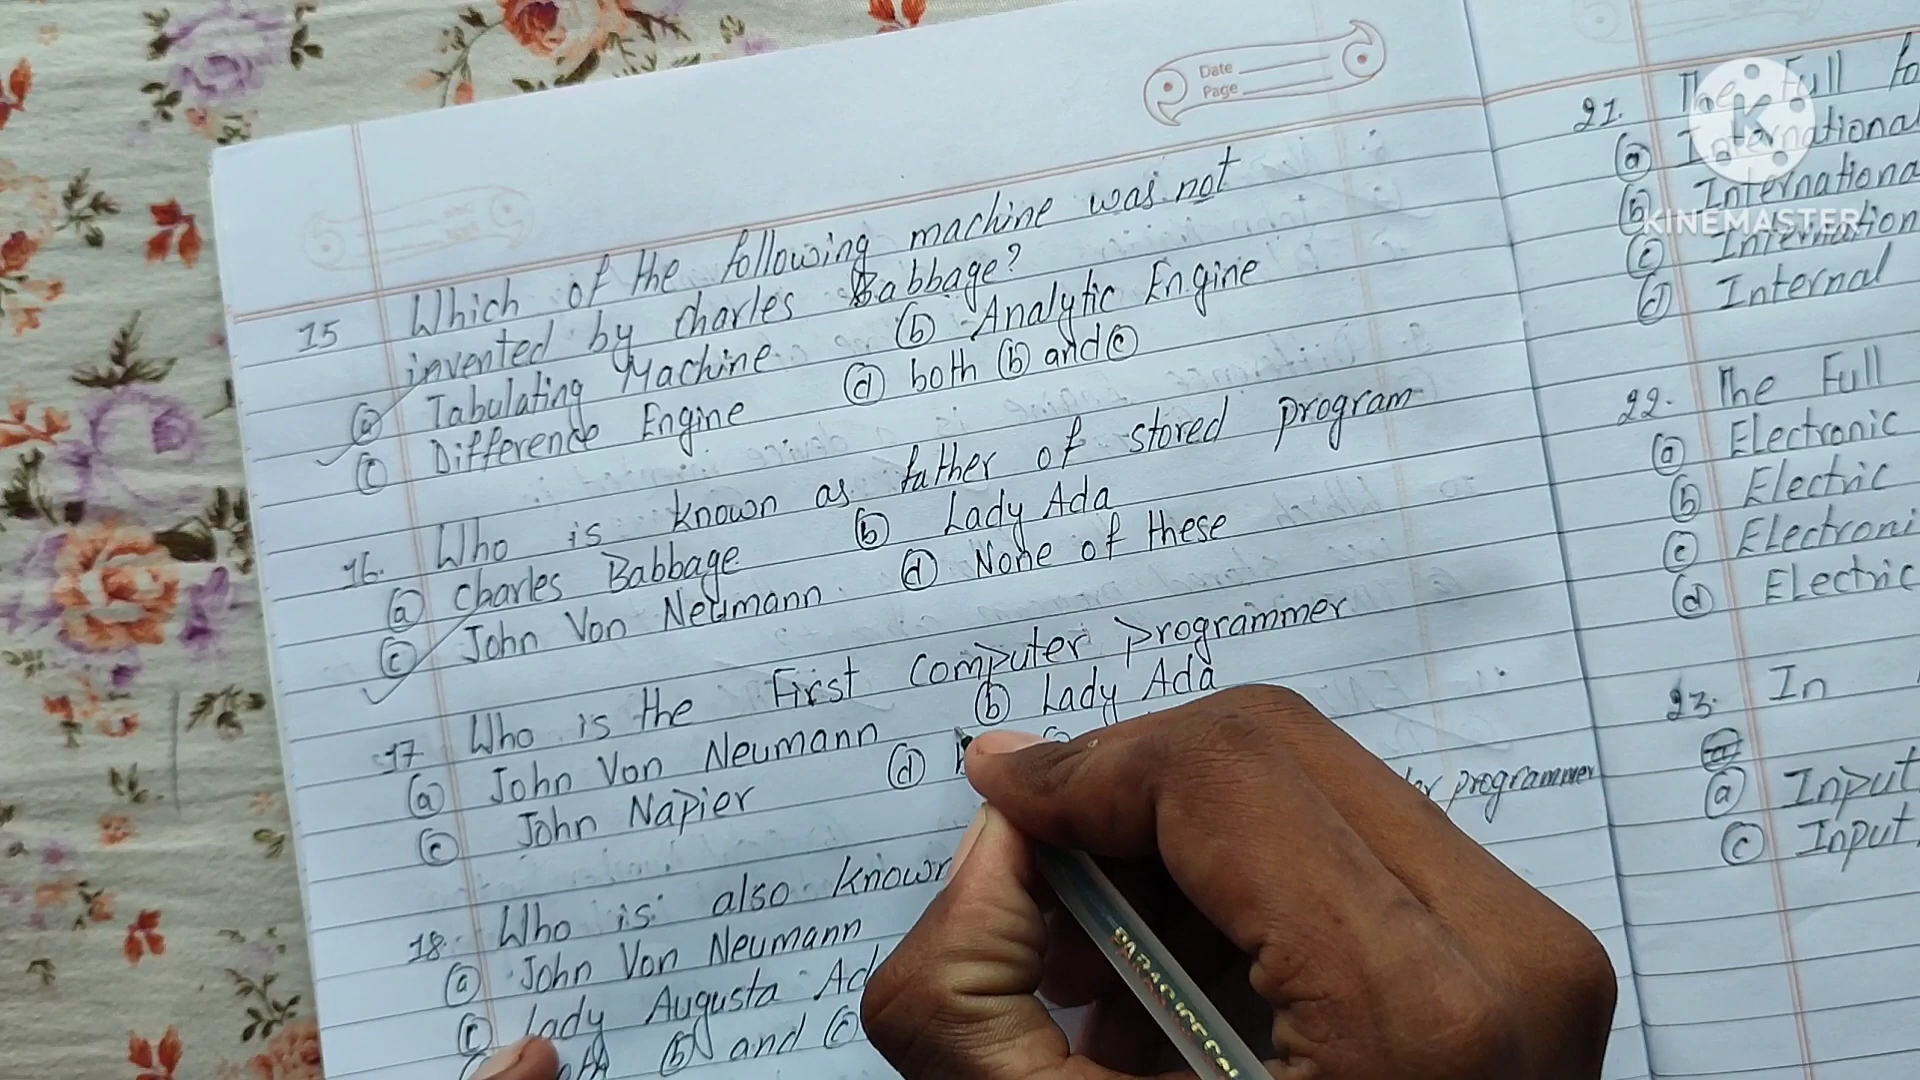 Date
Page
15 Which of the following machine was not
invented by charles Babbage?
(a) Tabulating Machine (b) Analytic Engine
(c) Difference Engine (d) both (b) and (c)
16. Who is known as father of stored program
(a) Charles Babbage (b) Lady Ada
(c) John Von Neumann (d) None of these
17 Who is the First Computer Programmer
(a) John Von Neumann (b) Lady Ada
(c) John Napier (d)
programmer
18. Who is also known
(a) John Von Neumann
(c) Lady Augusta
(b) and (c)
21. The Full
(a) International
(b) International
(c) Internation
(d) Internal
22. The Full
(a) Electronic
(b) Electric
(c) Electroni
(d) Electric
23. In
(a) Input
(c) Input
K
KINEMASTER